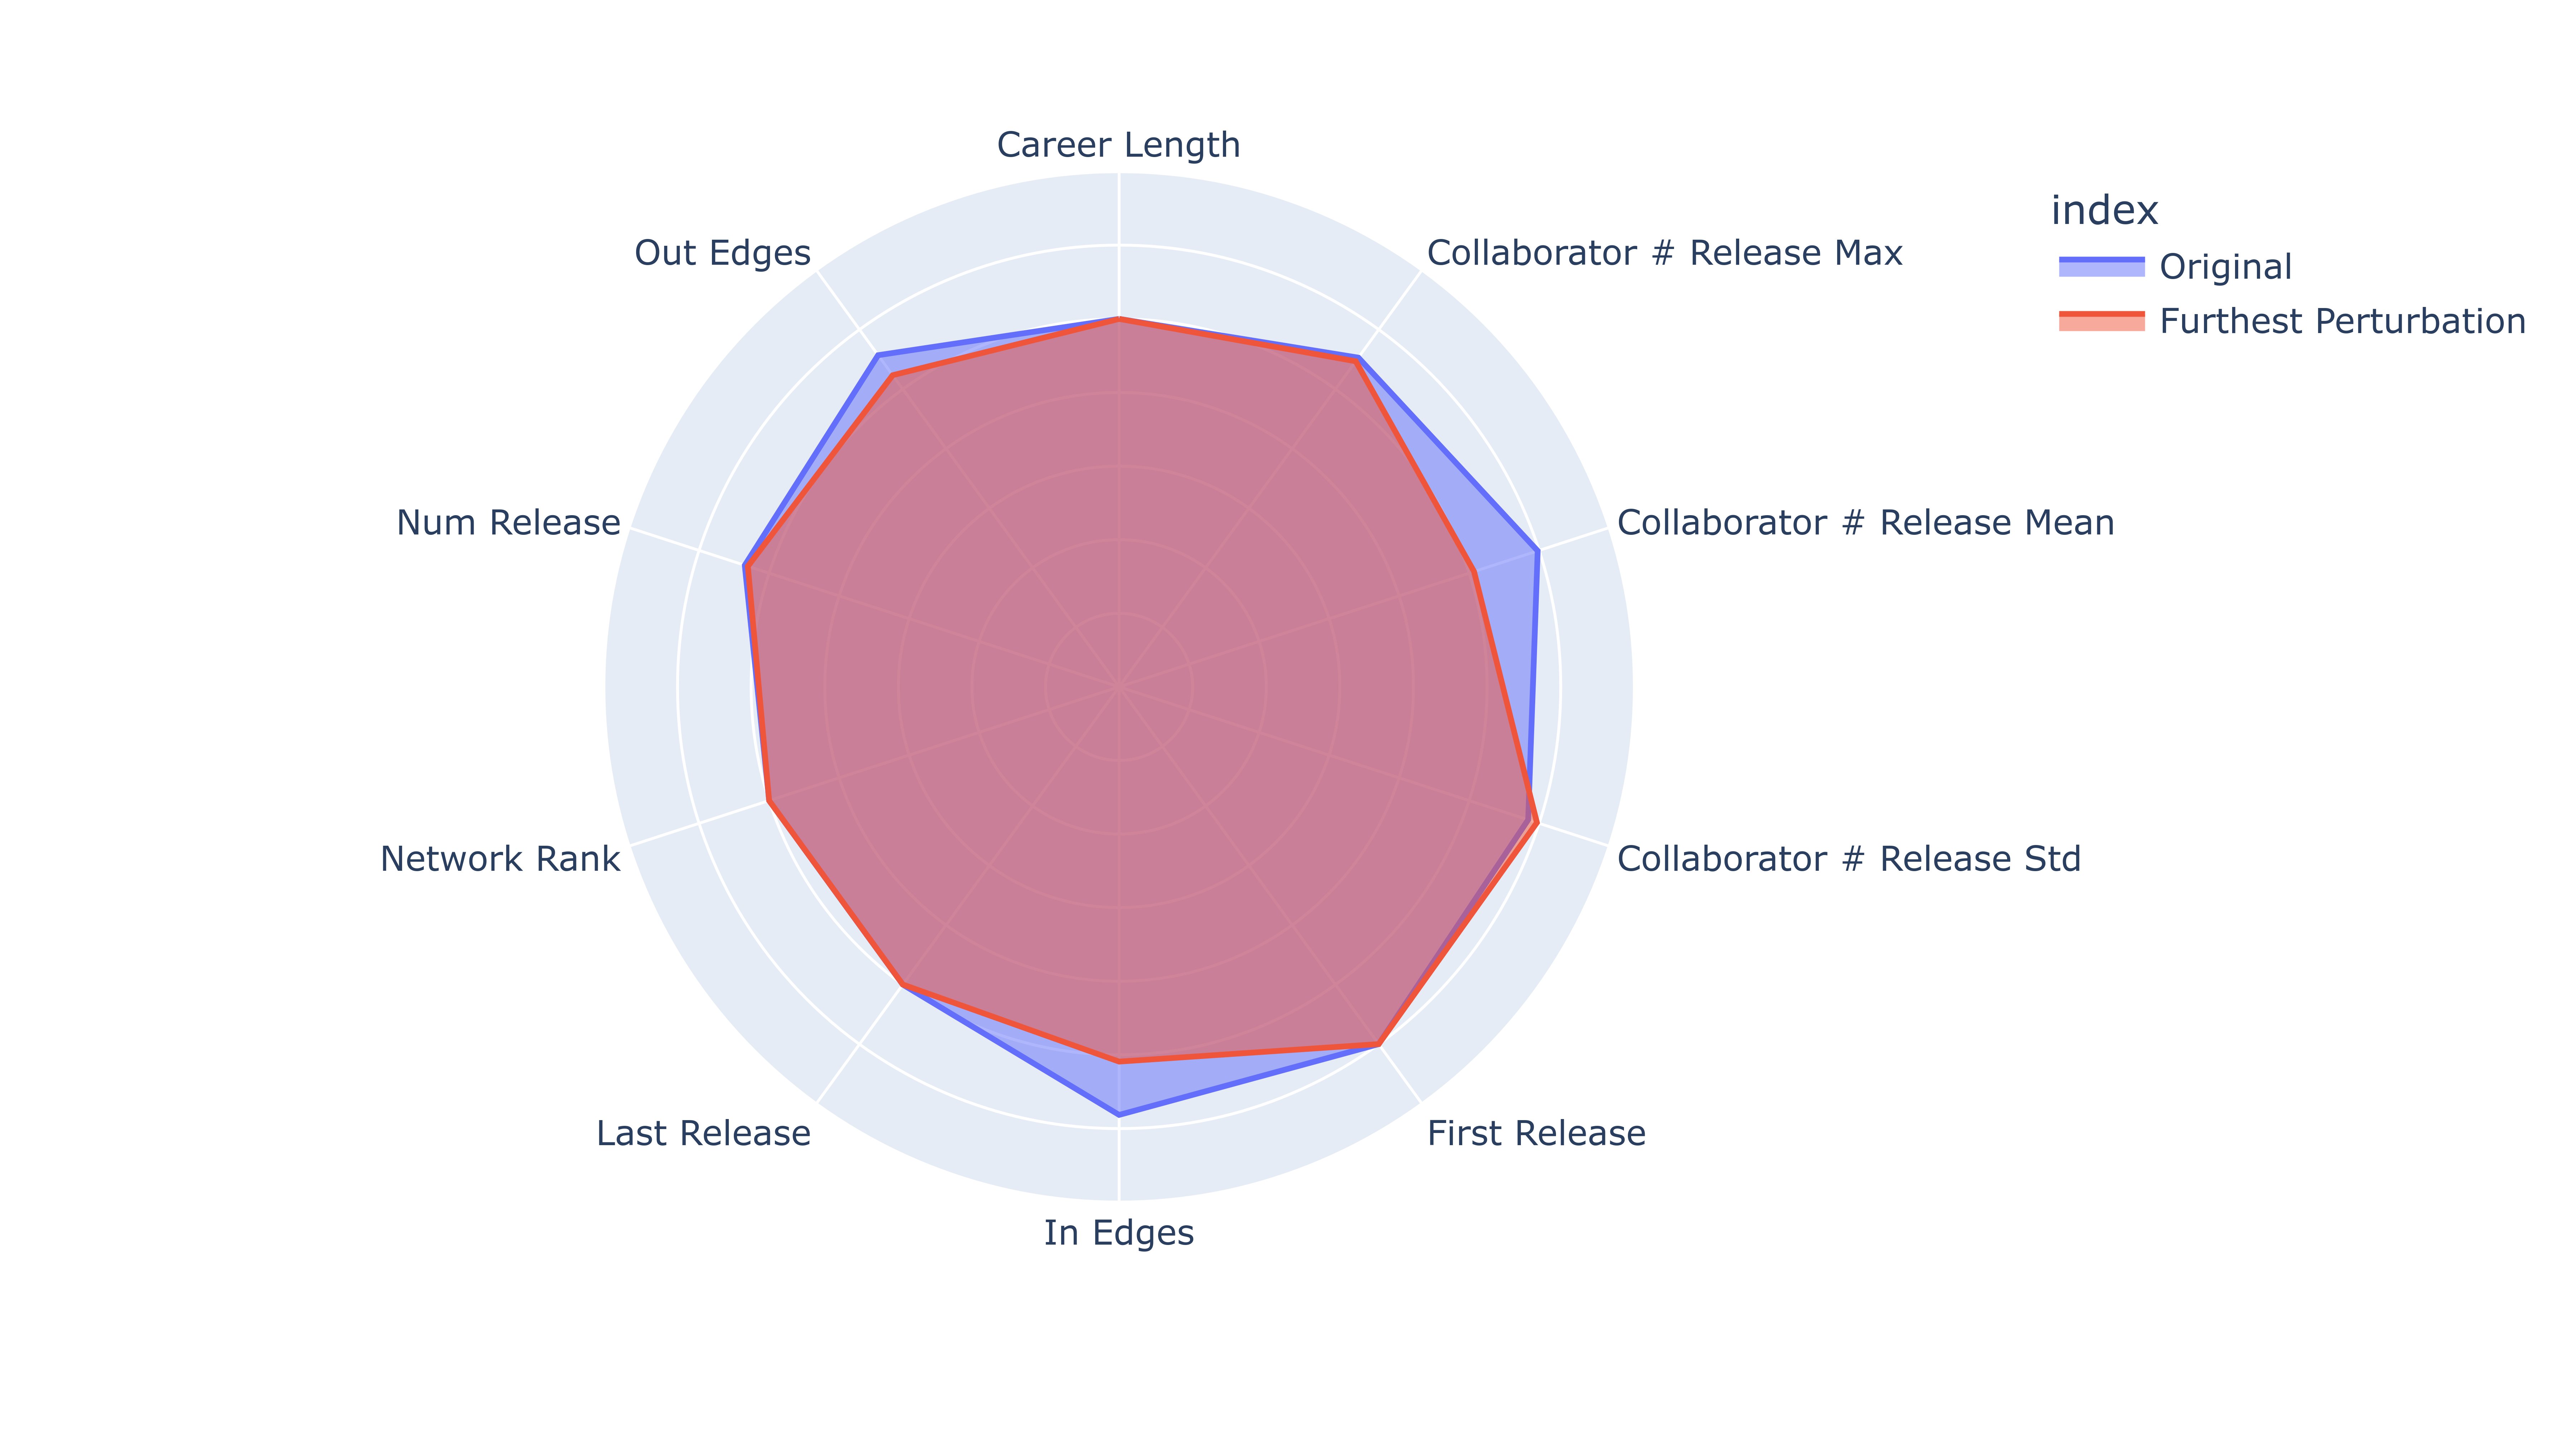 Career Length
Out Edges
Collaborator # Release Max
index
Original
Furthest Perturbation
Num Release
Collaborator # Release Mean
Network Rank
Collaborator # Release Std
Last Release
First Release
In Edges